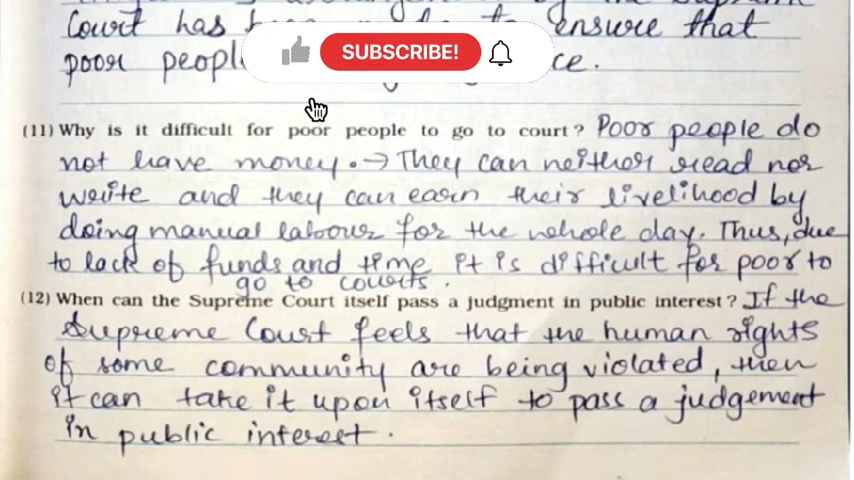 Court has to ensure that
poor people ce.
SUBSCRIBE!
(11) Why is it difficult for poor people to go to court? Poor people do
not have money. → They can neither read nor
write and they can earn their livelihood by
doing manual labour for the whole day. Thus, due
to lack of funds and time it is difficult for poor to
go to courts.
(12) When can the Supreme Court itself pass a judgment in public interest? If the
Supreme Court feels that the human rights
of some community are being violated, then
it can take it upon itself to pass a judgement
in public interest.